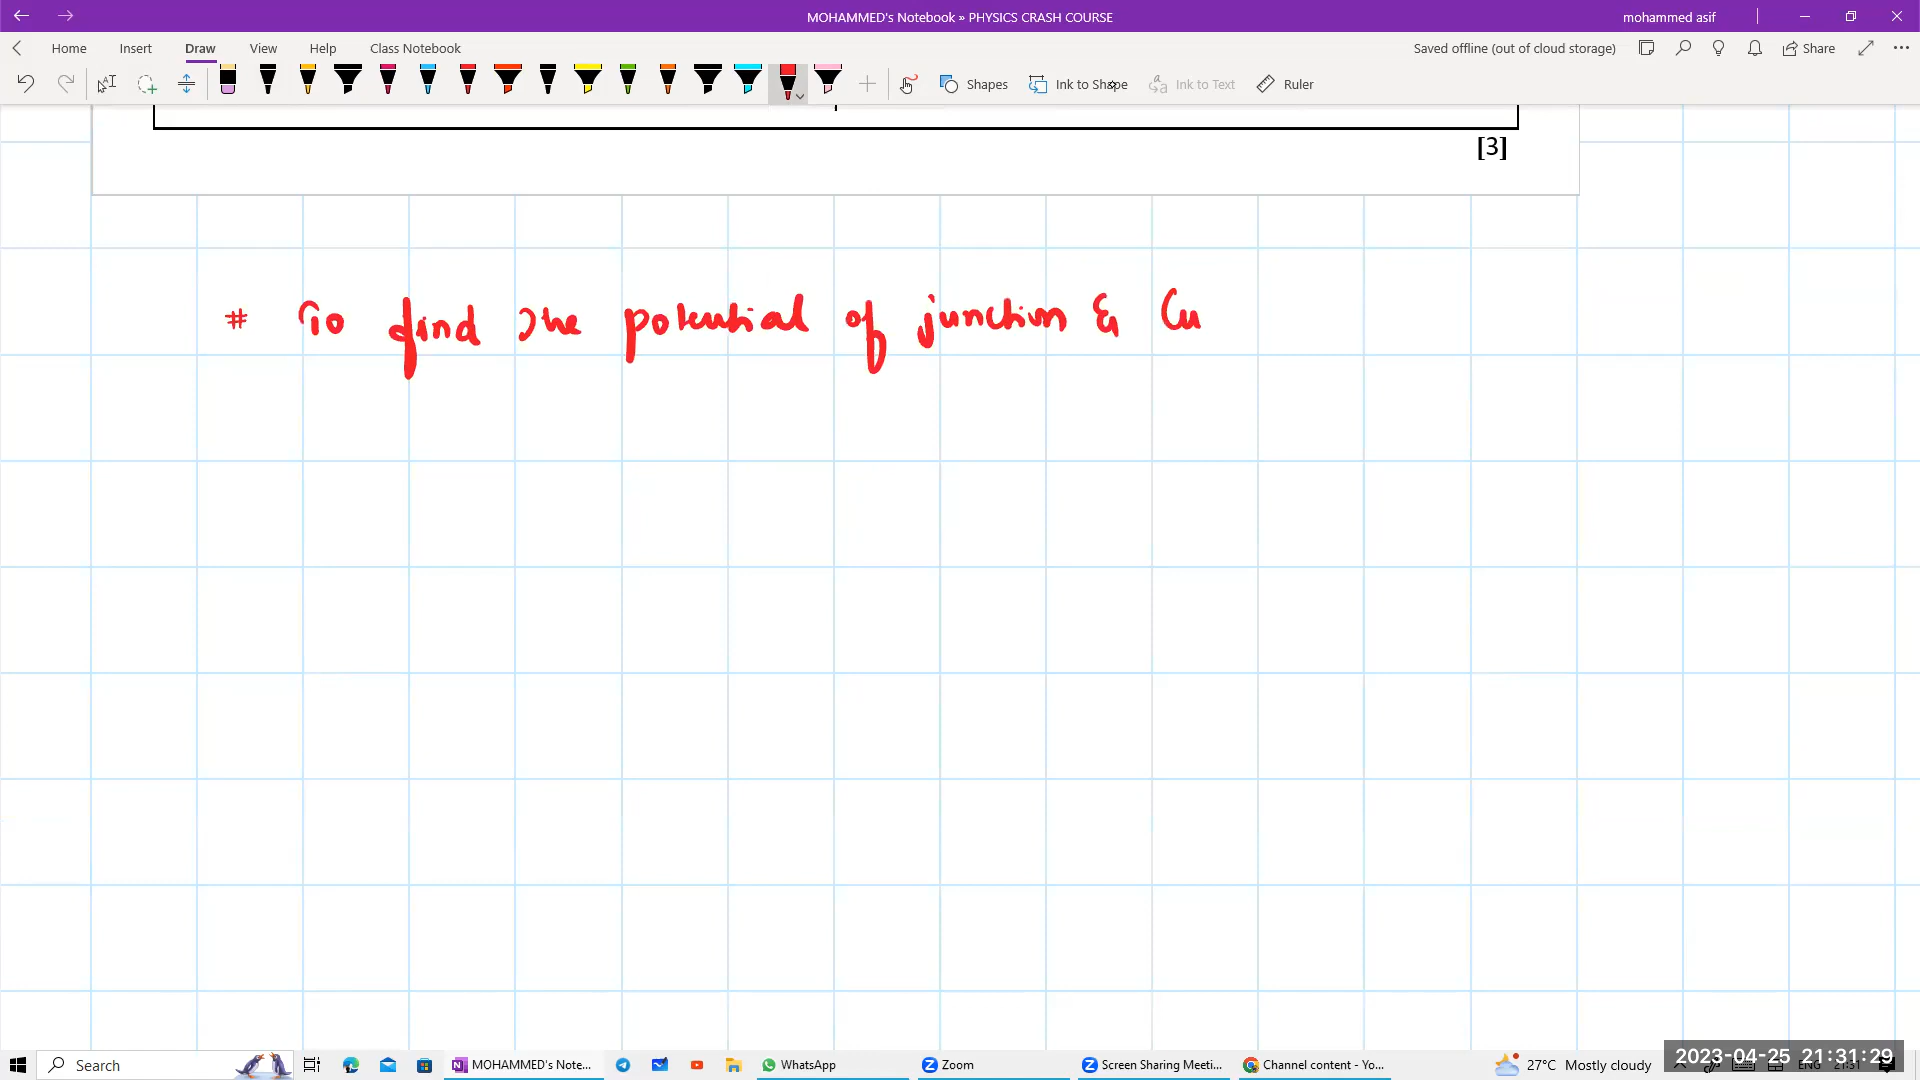 MOHAMMED's Notebook » PHYSICS CRASH COURSE
mohammed asif
Home Insert Draw View Help Class Notebook
Saved offline (out of cloud storage)
Share
Shapes Ink to Shape Ink to Text Ruler
[3]
# To find the potential of junction & Cu
Search
MOHAMMED's Note...
WhatsApp
Zoom
Screen Sharing Meeti...
Channel content - Yo...
27°C Mostly cloudy
ENG
2023-04-25 21:31:29